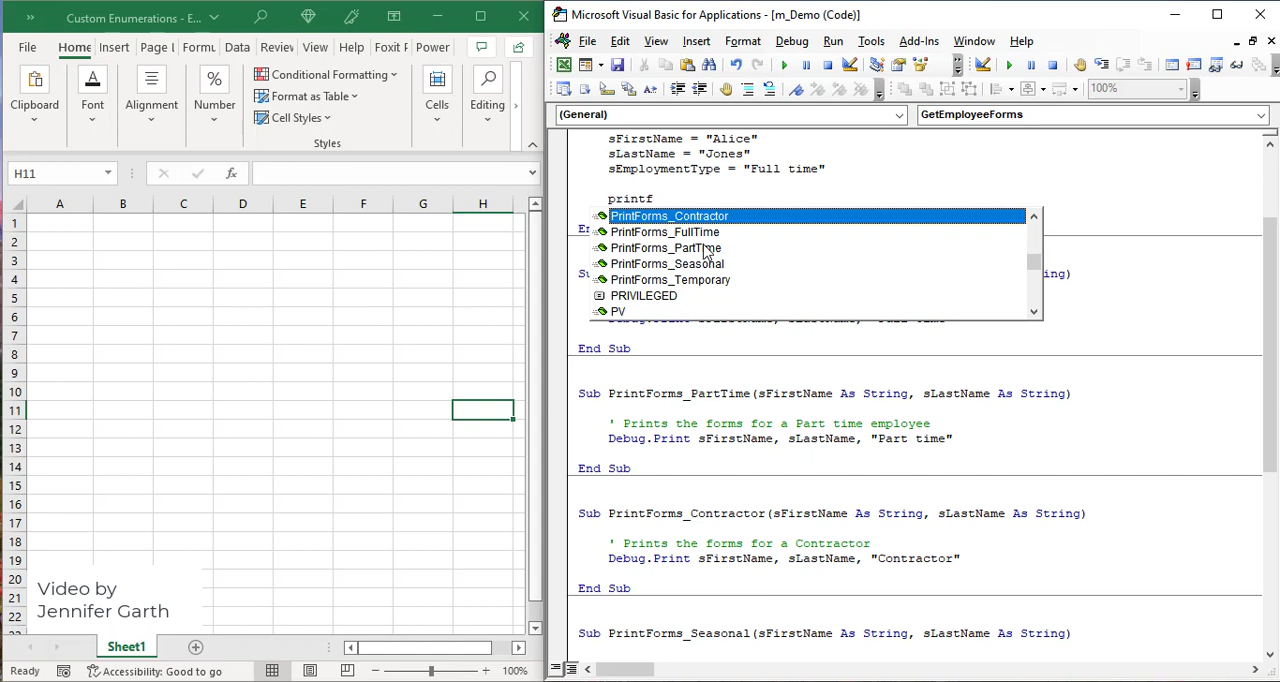 Custom Enumerations - E...
File Home Insert Page L Formu Data Review View Help Foxit F Power
Clipboard
Font
Alignment
%
Number
Conditional Formatting
Format as Table
Cell Styles
Styles
Cells
Editing
H11
fx
A B C D E F G H
1
2
3
4
5
6
7
8
9
10
11
12
13
14
15
16
17
18
19
20
21
22
Video by
Jennifer Garth
Sheet1
Ready
Accessibility: Good to go
100%
Microsoft Visual Basic for Applications - [m_Demo (Code)]
File Edit View Insert Format Debug Run Tools Add-Ins Window Help
100%
(General)
GetEmployeeForms
sFirstName = "Alice"
sLastName = "Jones"
sEmploymentType = "Full time"
printf
PrintForms_Contractor
PrintForms_FullTime
PrintForms_PartTime
PrintForms_Seasonal
PrintForms_Temporary
PRIVILEGED
PV
End Sub
Sub PrintForms_PartTime(sFirstName As String, sLastName As String)
' Prints the forms for a Part time employee
Debug.Print sFirstName, sLastName, "Part time"
End Sub
Sub PrintForms_Contractor(sFirstName As String, sLastName As String)
' Prints the forms for a Contractor
Debug.Print sFirstName, sLastName, "Contractor"
End Sub
Sub PrintForms_Seasonal(sFirstName As String, sLastName As String)